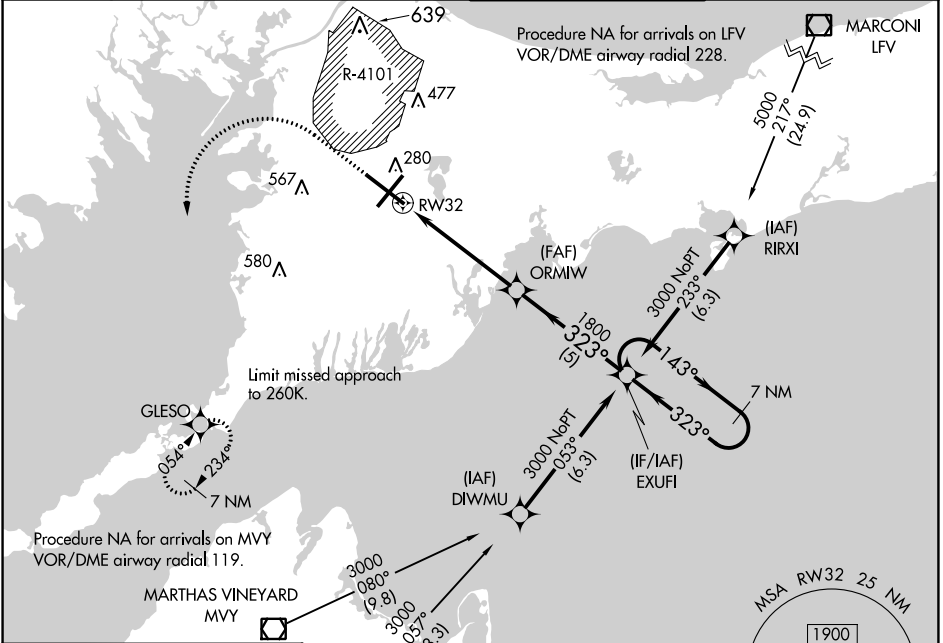 639
Procedure NA for arrivals on LFV
VOR/DME airway radial 228.
MARCONI
LFV
R-4101
477
5000
217°
(24.9)
280
567
RW32
(IAF)
RIRXI
(FAF)
ORMIW
3000 NoPT
233°
(6.3)
580
1800
323°
(5)
143°
7 NM
Limit missed approach
to 260K.
323°
GLESO
054°
234°
7 NM
3000 NoPT
053°
(6.3)
(IF/IAF)
EXUFI
(IAF)
DIWMU
Procedure NA for arrivals on MVY
VOR/DME airway radial 119.
3000
080°
(9.8)
3000
057°
MARTHAS VINEYARD
MVY
MSA RW32 25 NM
1900